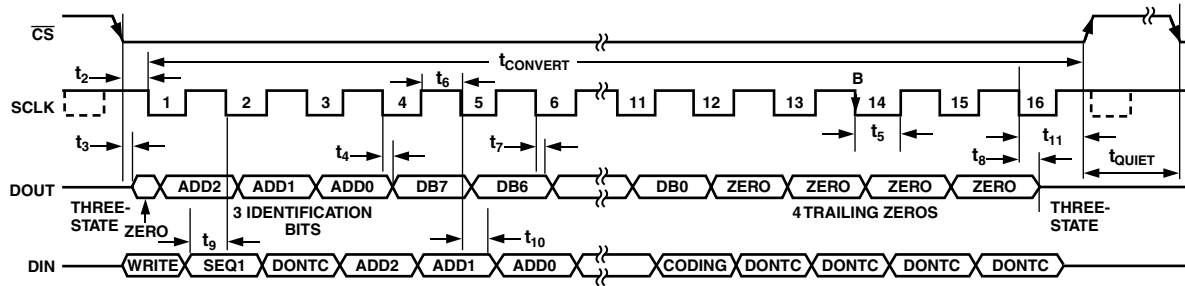 CS
t2
tCONVERT
t6
B
SCLK
1 2 3 4 5 6 11 12 13 14 15 16
t3
t4
t7
t5
t8
t11
tQUIET
DOUT
ADD2 ADD1 ADD0 DB7 DB6 DB0 ZERO ZERO ZERO ZERO
THREE-
STATE
ZERO
3 IDENTIFICATION
BITS
4 TRAILING ZEROS
THREE-
STATE
t9
t10
DIN
WRITE SEQ1 DONTC ADD2 ADD1 ADD0 CODING DONTC DONTC DONTC DONTC